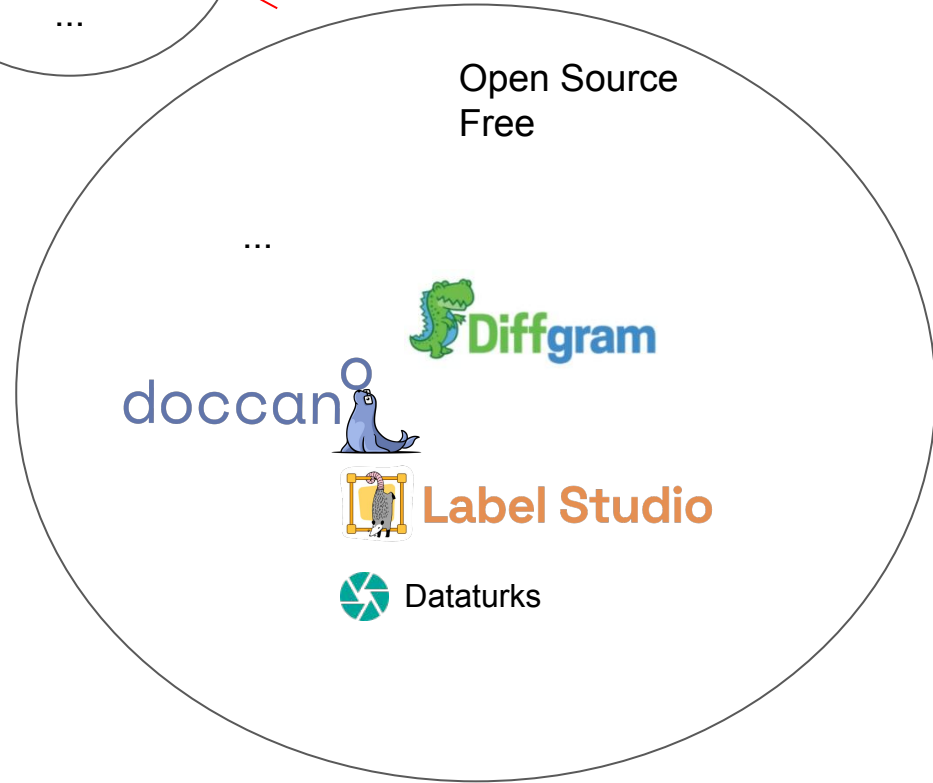 ...
Open Source
Free
...
Diffgram
doccano
Label Studio
Dataturks